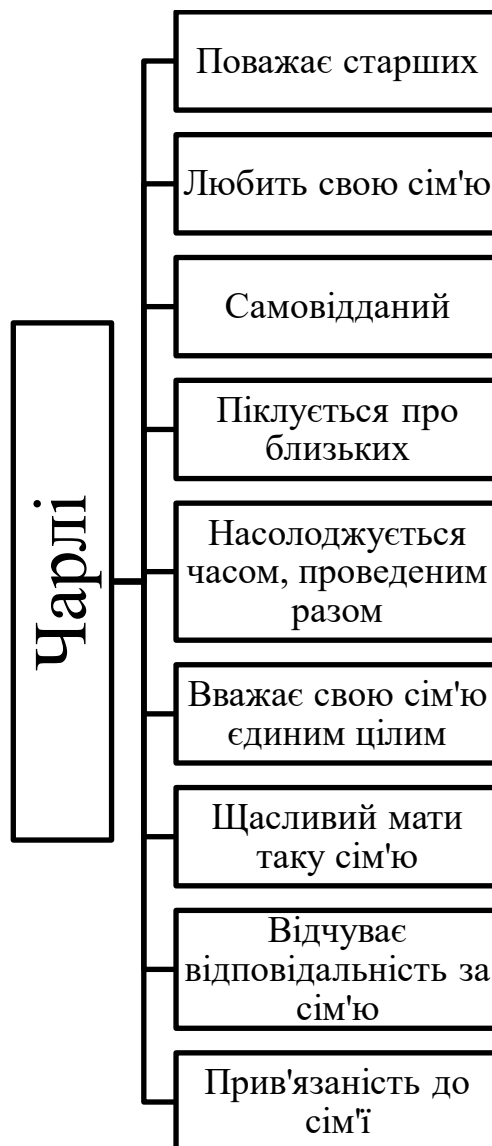 Чарлі
Поважає старших
Любить свою сім'ю
Самовідданий
Піклується про
близьких
Насолоджується
часом, проведеним
разом
Вважає свою сім'ю
єдиним цілим
Щасливий мати
таку сім'ю
Відчуває
відповідальність за
сім'ю
Прив'язаність до
сім'ї